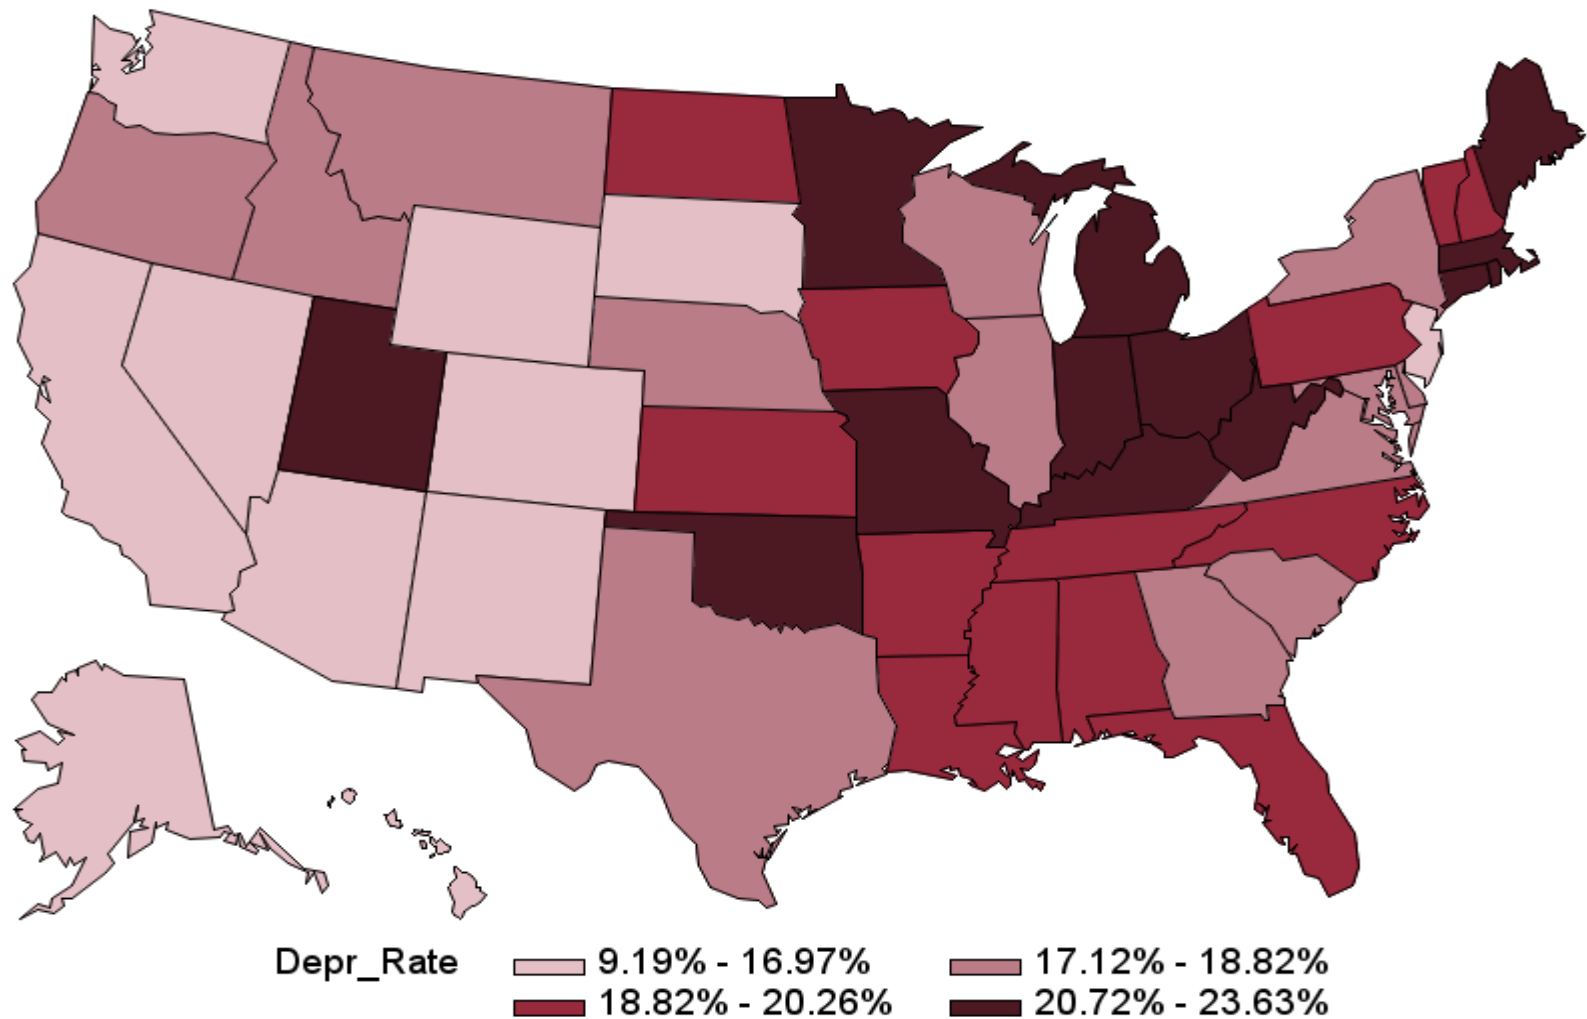 Depr_Rate 9.19% - 16.97% 17.12% - 18.82%
18.82% - 20.26% 20.72% - 23.63%